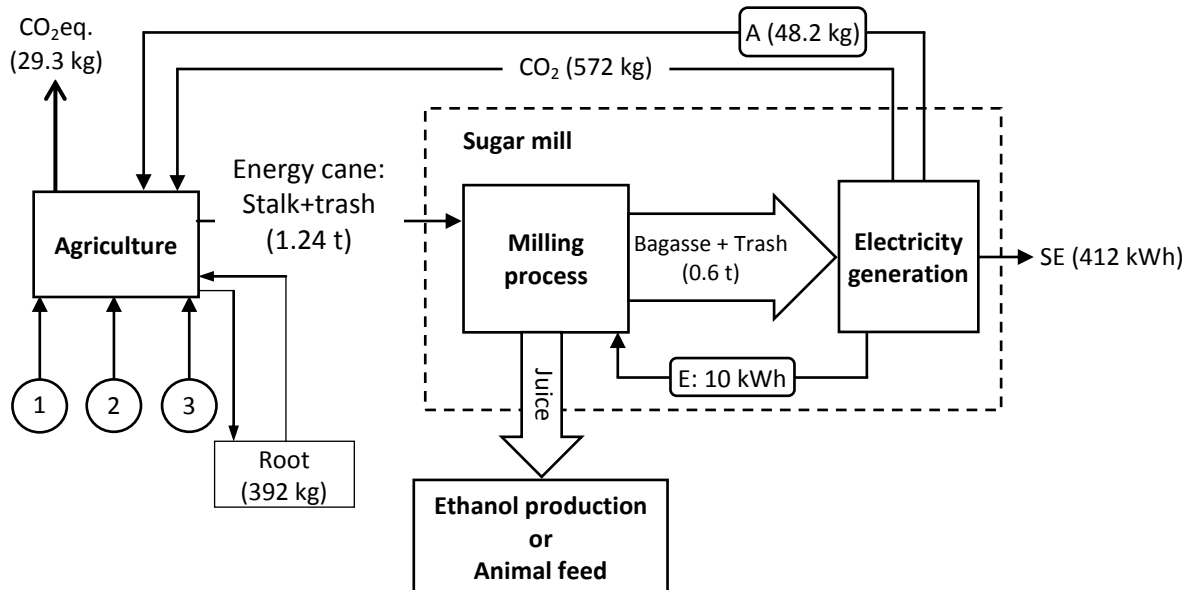 CO₂eq.
(29.3 kg)
A (48.2 kg)
CO₂ (572 kg)
Sugar mill
Energy cane:
Stalk+trash
(1.24 t)
Agriculture
Milling
process
Bagasse + Trash
(0.6 t)
Electricity
generation
SE (412 kWh)
E: 10 kWh
1
2
3
Juice
Root
(392 kg)
Ethanol production
or
Animal feed